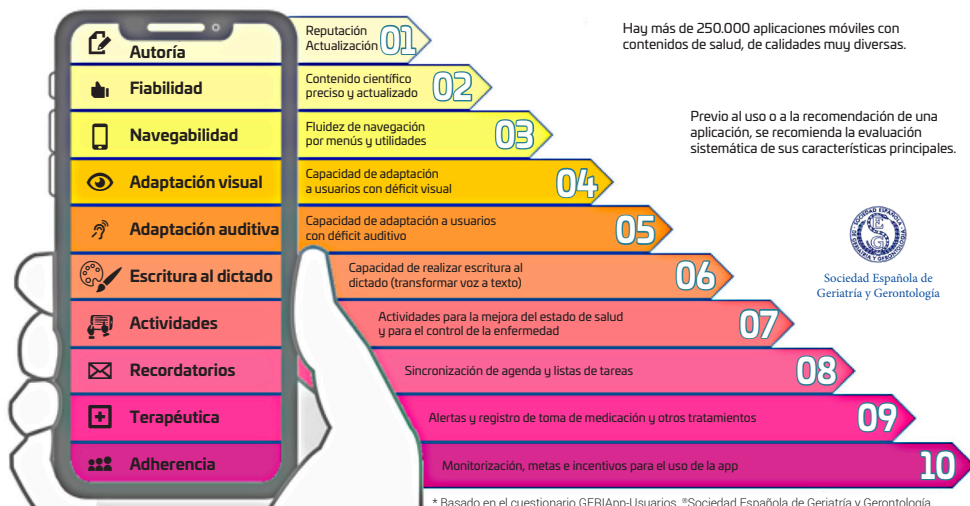 Hay más de 250.000 aplicaciones móviles con
contenidos de salud, de calidades muy diversas.
Previo al uso o a la recomendación de una
aplicación, se recomienda la evaluación
sistemática de sus características principales.
SOCIEDAD ESPAÑOLA
DE GERIATRÍA Y GERONTOLOGÍA
Sociedad Española de
Geriatría y Gerontología
Autoría
Reputación
Actualización
01
Fiabilidad
Contenido científico
preciso y actualizado
02
Navegabilidad
Fluidez de navegación
por menús y utilidades
03
Adaptación visual
Capacidad de adaptación
a usuarios con déficit visual
04
Adaptación auditiva
Capacidad de adaptación a usuarios
con déficit auditivo
05
Escritura al dictado
Capacidad de realizar escritura al
dictado (transformar voz a texto)
06
Actividades
Actividades para la mejora del estado de salud
y para el control de la enfermedad
07
Recordatorios
Sincronización de agenda y listas de tareas
08
Terapéutica
Alertas y registro de toma de medicación y otros tratamientos
09
Adherencia
Monitorización, metas e incentivos para el uso de la app
10
* Basado en el cuestionario GERIApp-Usuarios. ®Sociedad Española de Geriatría y Gerontología